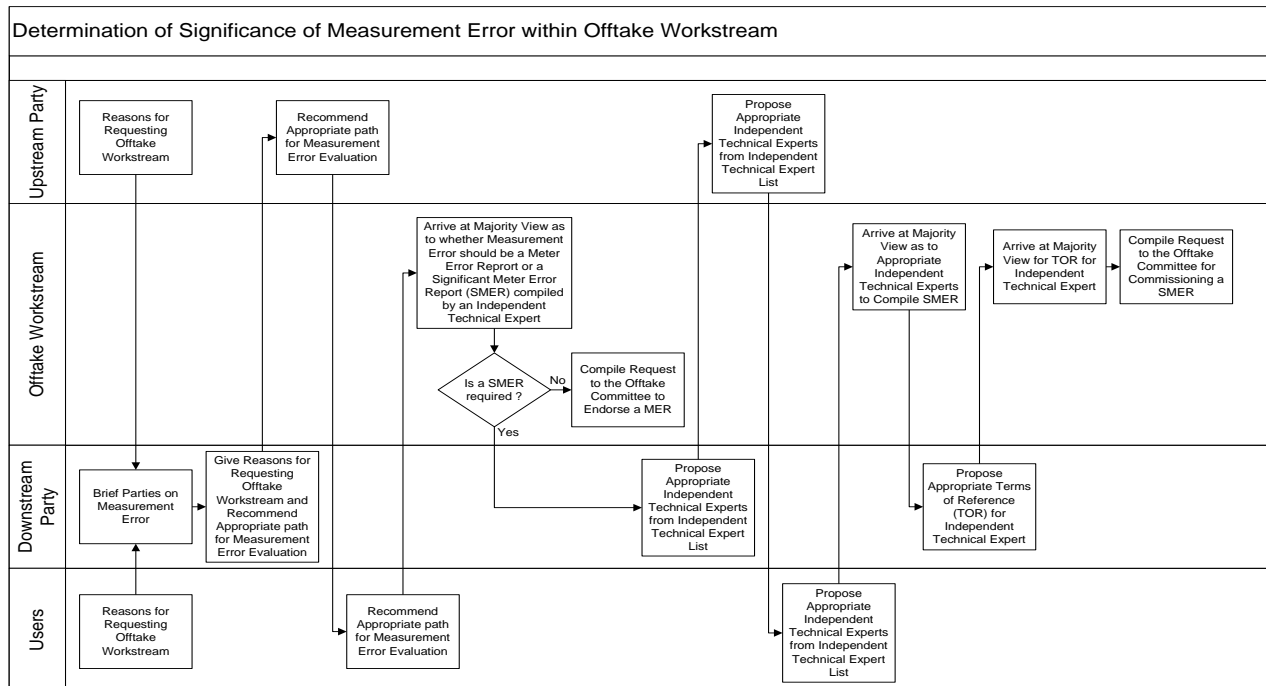 Determination of Significance of Measurement Error within Offtake Workstream
Upstream Party
Reasons for
Requesting
Offtake
Workstream
Recommend
Appropriate path
for Measurement
Error Evaluation
Propose
Appropriate
Independent
Technical Experts
from Independent
Technical Expert
List
Offtake Workstream
Arrive at Majority View as
to whether Measurement
Error should be a Meter
Error Report or a
Significant Meter Error
Report (SMER) compiled
by an Independent
Technical Expert
Is a SMER
required ?
No
Yes
Compile Request
to the Offtake
Committee to
Endorse a MER
Arrive at Majority
View as to
Appropriate
Independent
Technical Experts
to Compile SMER
Arrive at Majority
View for TOR for
Independent
Technical Expert
Compile Request
to the Offtake
Committee for
Commissioning a
SMER
Downstream
Party
Brief Parties on
Measurement
Error
Give Reasons for
Requesting
Offtake
Workstream and
Recommend
Appropriate path
for Measurement
Error Evaluation
Propose
Appropriate
Independent
Technical Experts
from Independent
Technical Expert
List
Propose
Appropriate Terms
of Reference
(TOR) for
Independent
Technical Expert
Users
Reasons for
Requesting
Offtake
Workstream
Recommend
Appropriate path
for Measurement
Error Evaluation
Propose
Appropriate
Independent
Technical Experts
from Independent
Technical Expert
List